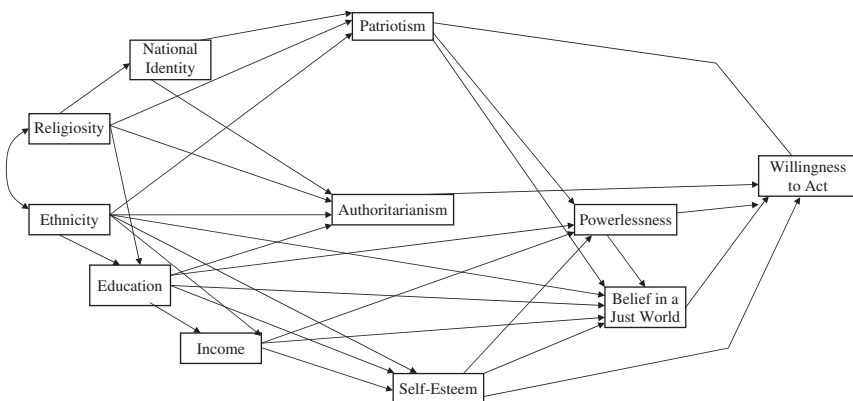 Patriotism
National
Identity
Religiosity
Willingness
to Act
Authoritarianism
Ethnicity
Powerlessness
Education
Belief in a
Just World
Income
Self-Esteem